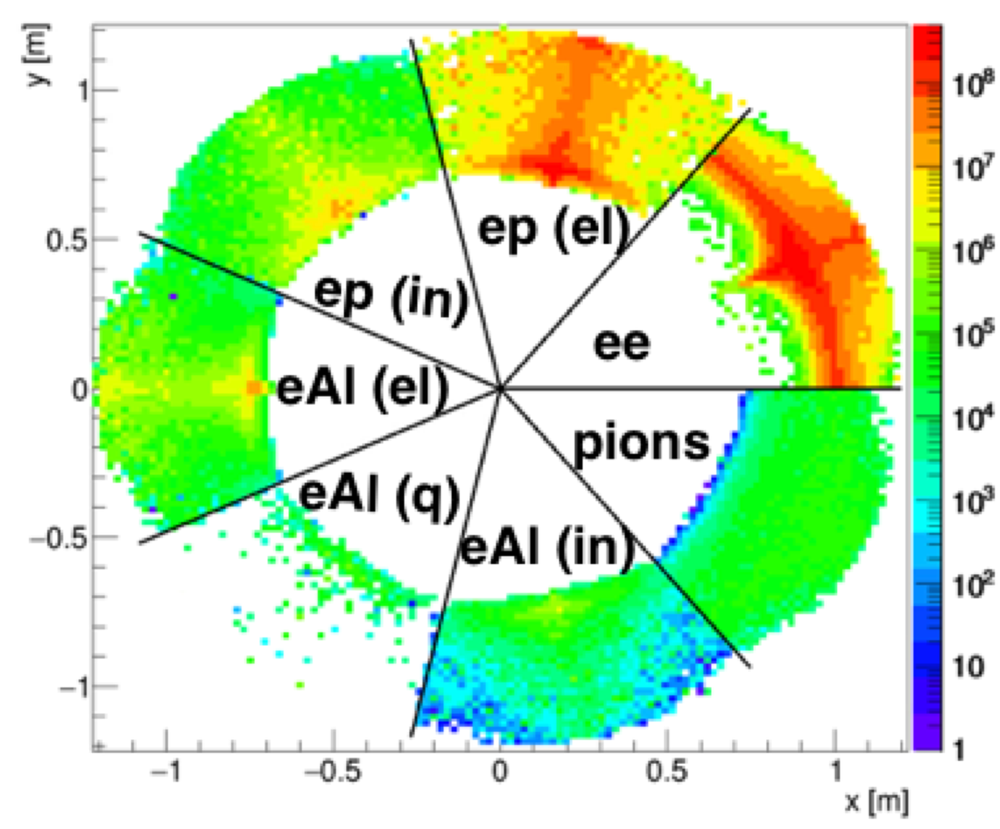 y [m]
1
0.5
0
−0.5
−1
−1
−0.5
0
0.5
1
x [m]
ep (el)
ep (in)
ee
eAl (el)
pions
eAl (q)
eAl (in)
10⁸
10⁷
10⁶
10⁵
10⁴
10³
10²
10
1